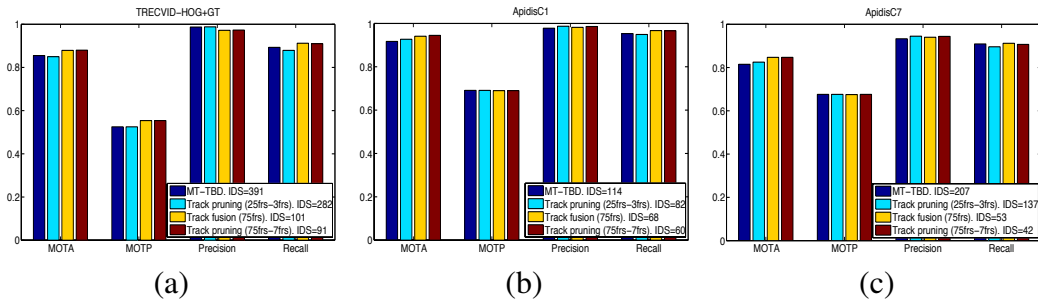 TRECVID−HOG+GT
1
0.8
0.6
0.4
0.2
0
MOTA MOTP Precision Recall
MT−TBD. IDS=391
Track pruning (25frs−3frs). IDS=282
Track fusion (75frs). IDS=101
Track pruning (75frs−7frs). IDS=91
(a)
ApidisC1
1
0.8
0.6
0.4
0.2
0
MOTA MOTP Precision Recall
MT−TBD. IDS=114
Track pruning (25frs−3frs). IDS=82
Track fusion (75frs). IDS=68
Track pruning (75frs−7frs). IDS=60
(b)
ApidisC7
1
0.8
0.6
0.4
0.2
0
MOTA MOTP Precision Recall
MT−TBD. IDS=207
Track pruning (25frs−3frs). IDS=137
Track fusion (75frs). IDS=53
Track pruning (75frs−7frs). IDS=42
(c)